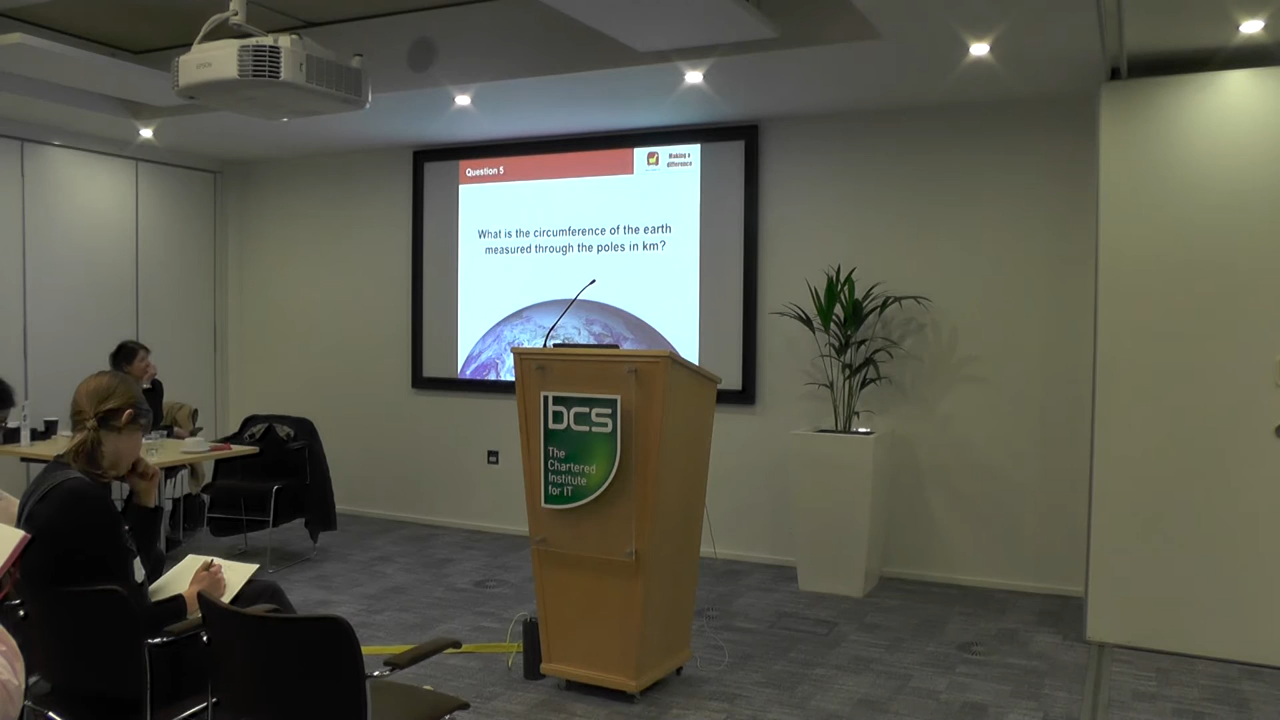 EPSON
Question 5
Making a
difference
What is the circumference of the earth
measured through the poles in km?
bcs
The
Chartered
Institute
for IT